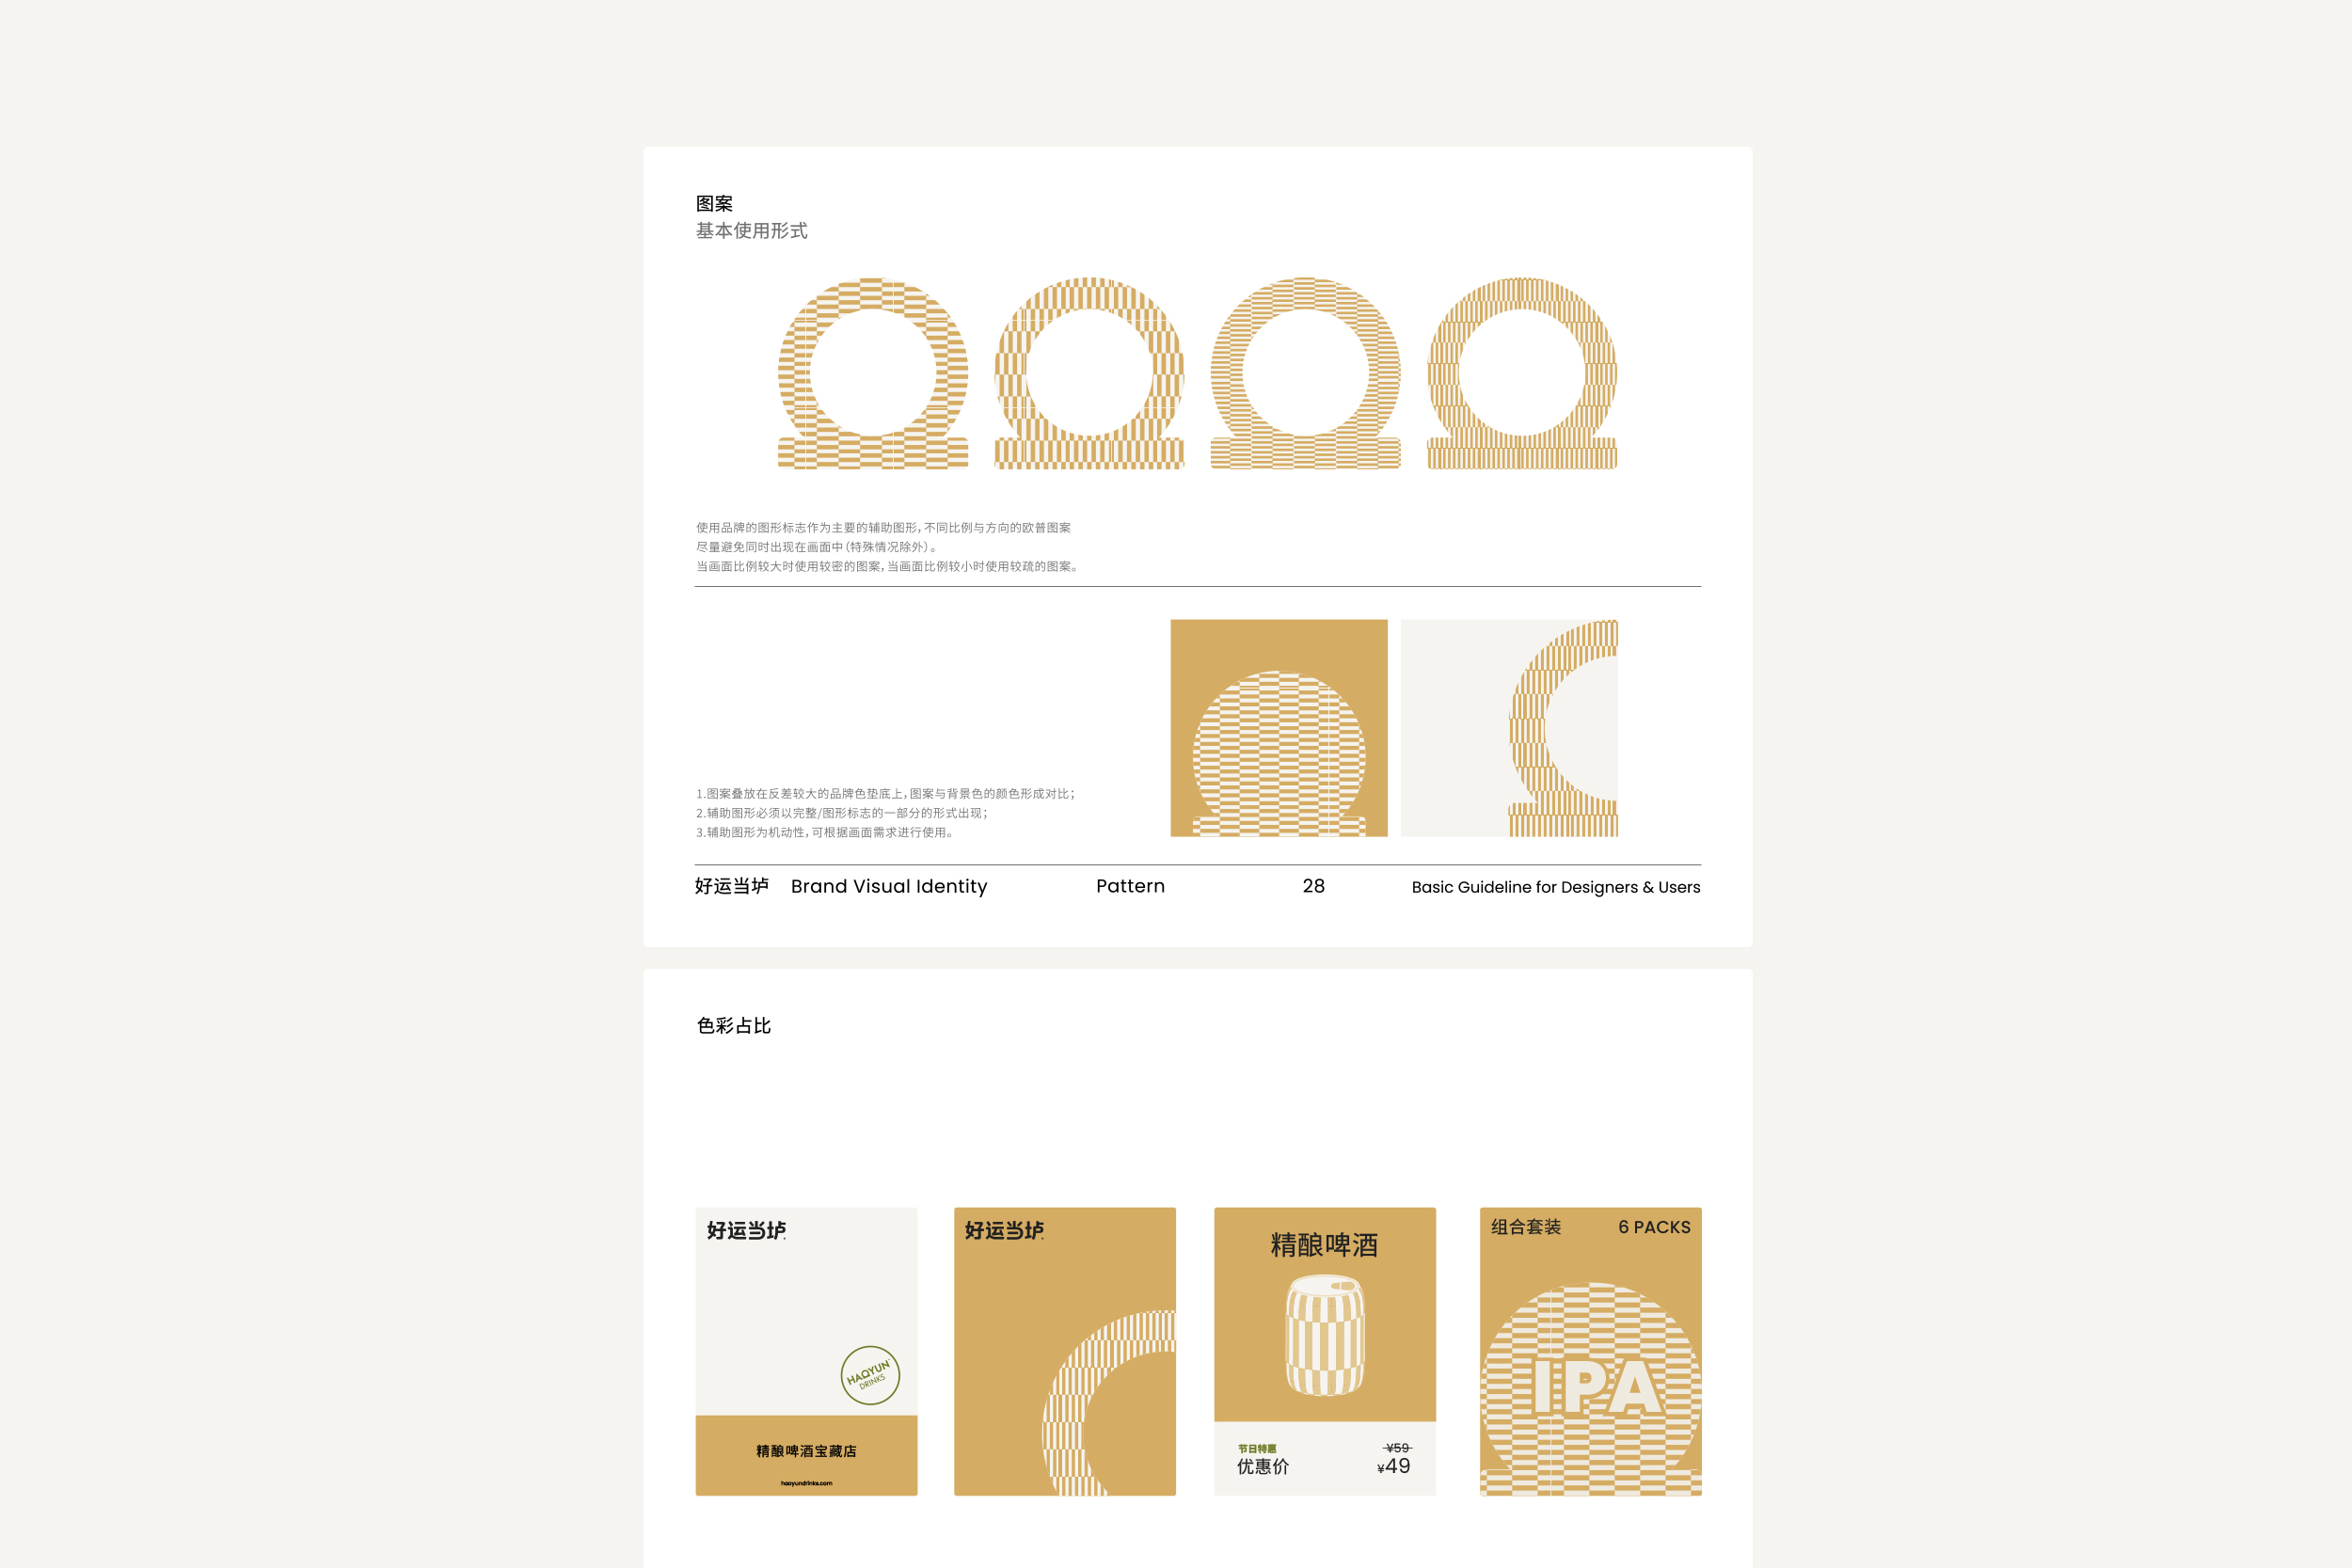 图案
基本使用形式
使用品牌的图形标志作为主要的辅助图形，不同比例与方向的欧普图案
尽量避免同时出现在画面中（特殊情况除外）。
当画面比例较大时使用较密的图案，当画面比例较小时使用较疏的图案。
1.图案叠放在反差较大的品牌色垫底上，图案与背景色的颜色形成对比；
2.辅助图形必须以完整/图形标志的一部分的形式出现；
3.辅助图形为机动性，可根据画面需求进行使用。
好运当垆 Brand Visual Identity Pattern 28 Basic Guideline for Designers & Users
色彩占比
好运当垆
HAOYUN
DRINKS
精酿啤酒宝藏店
haoyundrinks.com
好运当垆
精酿啤酒
节日特惠 ¥59
优惠价 ¥49
组合套装 6 PACKS
IPA